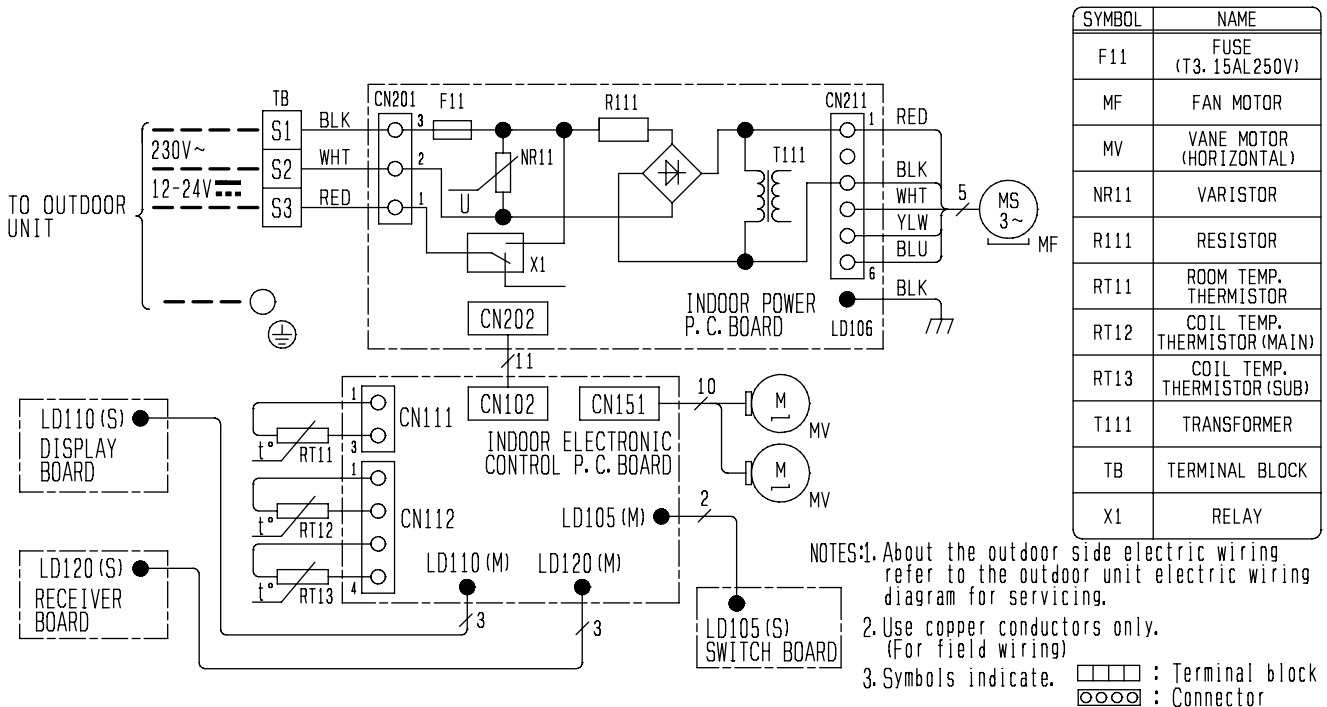 TO OUTDOOR
UNIT
230V~
12-24V
TB
S1
S2
S3
BLK
WHT
RED
CN201
3
2
1
F11
NR11
U
X1
R111
T111
CN211
1
6
RED
BLK
WHT
YLW
BLU
5
MS
3~
MF
BLK
LD106
INDOOR POWER
P.C.BOARD
CN202
11
CN102
CN151
10
M
MV
M
MV
INDOOR ELECTRONIC
CONTROL P.C.BOARD
CN111
1
3
t°
RT11
CN112
1
4
t°
RT12
t°
RT13
LD110(S)
DISPLAY
BOARD
LD120(S)
RECEIVER
BOARD
LD110(M)
3
LD120(M)
3
LD105(M)
2
LD105(S)
SWITCH BOARD
SYMBOL NAME
F11 FUSE
(T3.15AL250V)
MF FAN MOTOR
MV VANE MOTOR
(HORIZONTAL)
NR11 VARISTOR
R111 RESISTOR
RT11 ROOM TEMP.
THERMISTOR
RT12 COIL TEMP.
THERMISTOR(MAIN)
RT13 COIL TEMP.
THERMISTOR(SUB)
T111 TRANSFORMER
TB TERMINAL BLOCK
X1 RELAY
NOTES:1. About the outdoor side electric wiring
refer to the outdoor unit electric wiring
diagram for servicing.
2. Use copper conductors only.
(For field wiring)
3. Symbols indicate.
: Terminal block
: Connector